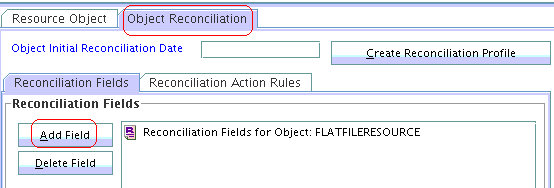 Resource Object Object Reconciliation
Object Initial Reconciliation Date Create Reconciliation Profile
Reconciliation Fields Reconciliation Action Rules
Reconciliation Fields
Add Field Reconciliation Fields for Object: FLATFILERESOURCE
Delete Field